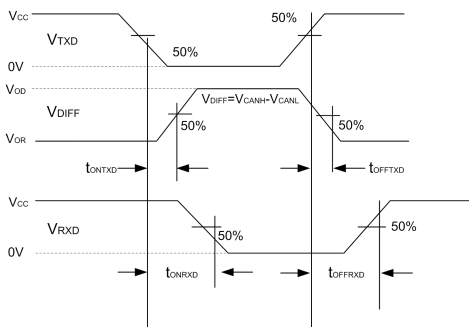 VCC
VTXD
50%
50%
0V
VOD
VDIFF
VDIFF=VCANH-VCANL
50%
50%
VOR
tONTXD
tOFFTXD
VCC
VRXD
50%
50%
0V
tONRXD
tOFFRXD